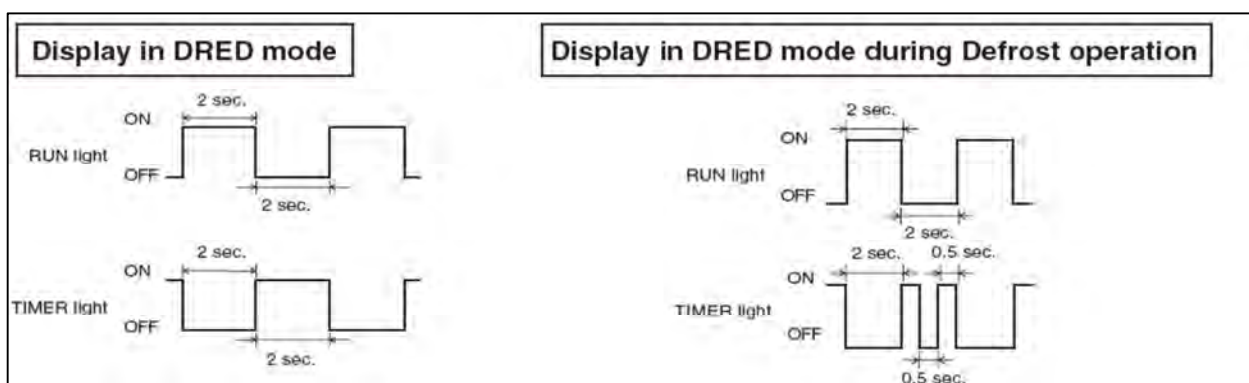 Display in DRED mode
2 sec.
ON
RUN light
OFF
2 sec.
2 sec.
ON
TIMER light
OFF
2 sec.
Display in DRED mode during Defrost operation
2 sec.
ON
RUN light
OFF
2 sec.
2 sec. 0.5 sec.
ON
TIMER light
OFF
0.5 sec.